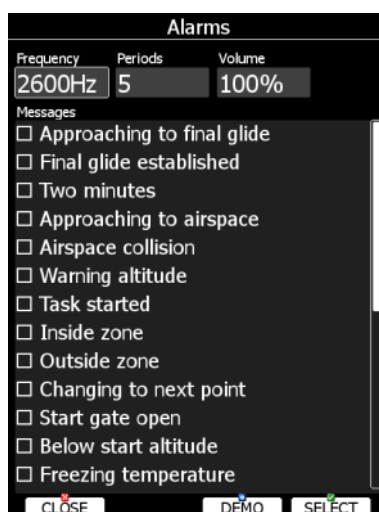 Alarms
Frequency Periods Volume
2600Hz 5 100%
Messages
Approaching to final glide
Final glide established
Two minutes
Approaching to airspace
Airspace collision
Warning altitude
Task started
Inside zone
Outside zone
Changing to next point
Start gate open
Below start altitude
Freezing temperature
CLOSE DEMO SELECT